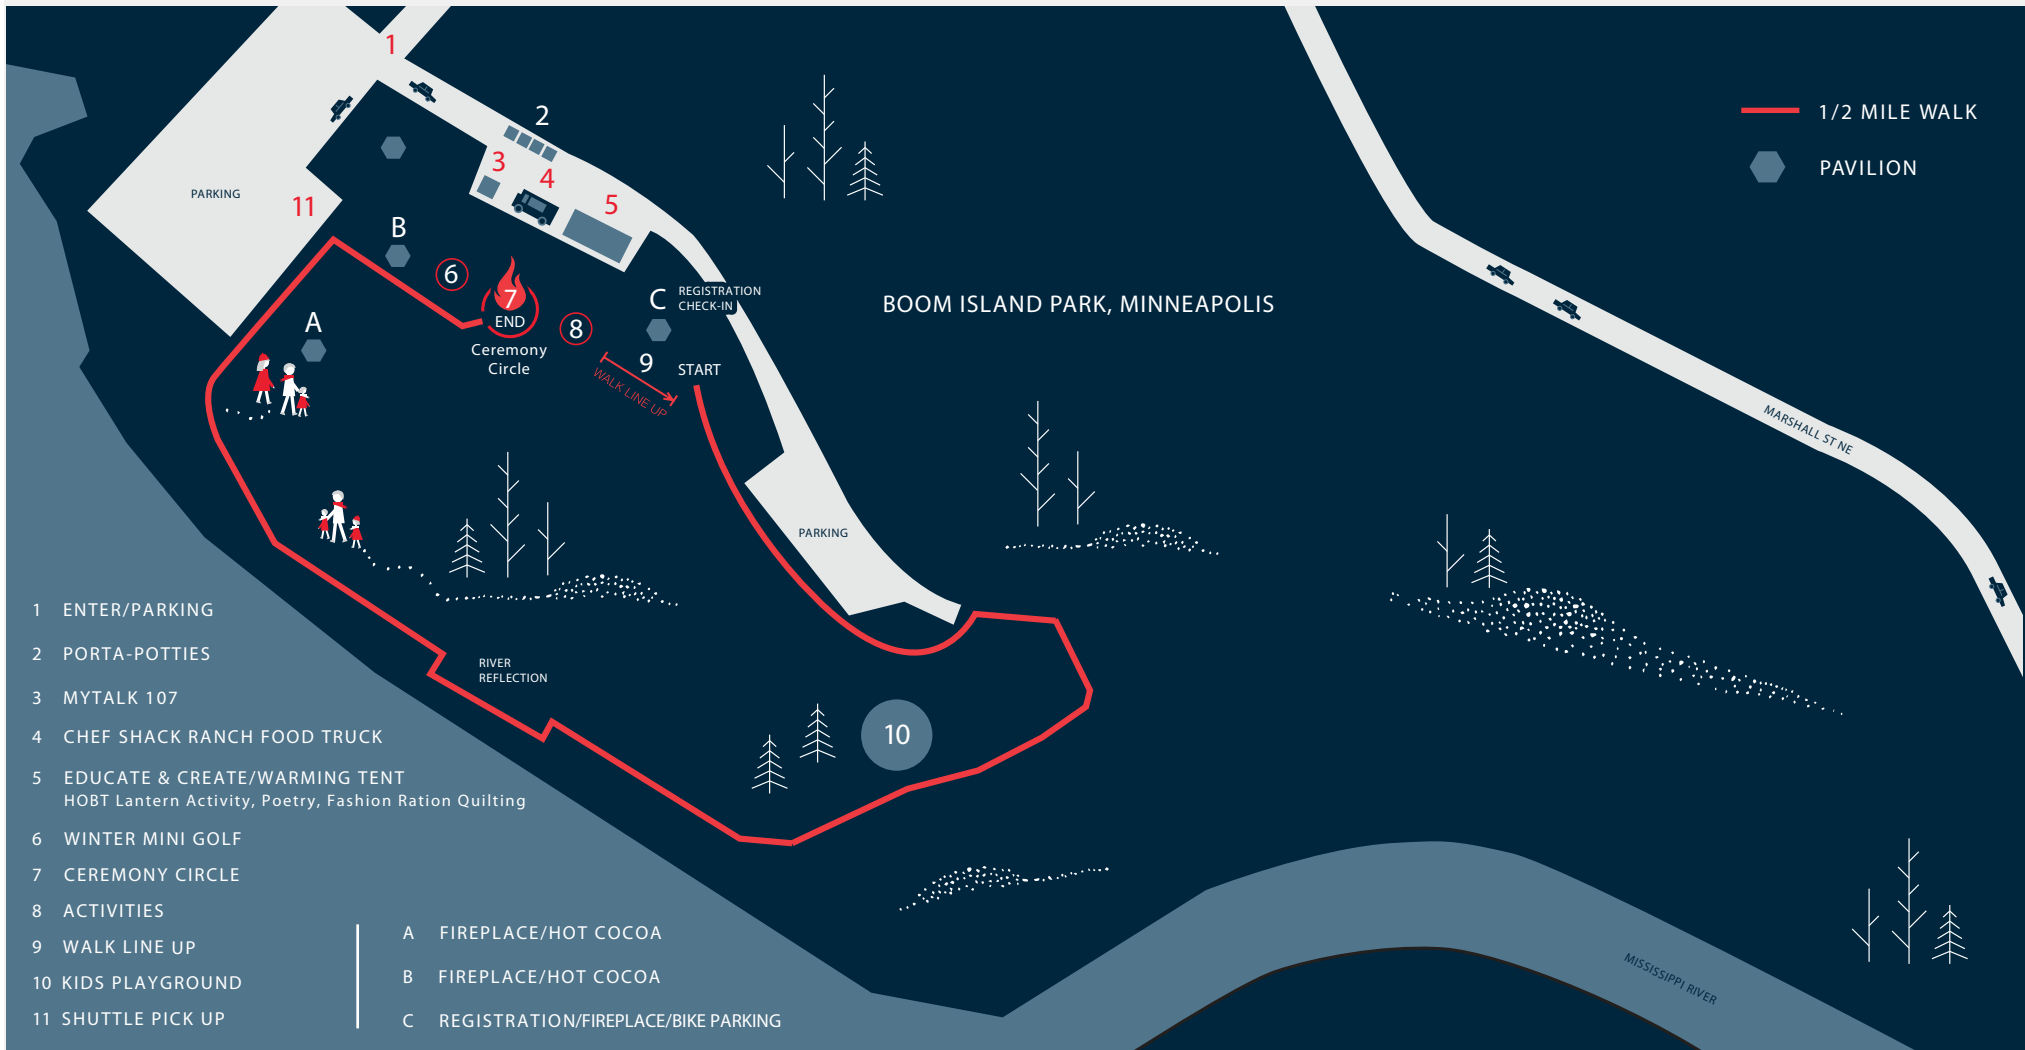 1
2
3
4
5
PARKING
11
B
6
7
END
Ceremony
Circle
8
C
REGISTRATION
CHECK-IN
9
WALK LINE UP
START
A
BOOM ISLAND PARK, MINNEAPOLIS
1/2 MILE WALK
PAVILION
MARSHALL ST NE
PARKING
RIVER
REFLECTION
10
MISSISSIPPI RIVER
1 ENTER/PARKING
2 PORTA-POTTIES
3 MYTALK 107
4 CHEF SHACK RANCH FOOD TRUCK
5 EDUCATE & CREATE/WARMING TENT
HOBT Lantern Activity, Poetry, Fashion Ration Quilting
6 WINTER MINI GOLF
7 CEREMONY CIRCLE
8 ACTIVITIES
9 WALK LINE UP
10 KIDS PLAYGROUND
11 SHUTTLE PICK UP
A FIREPLACE/HOT COCOA
B FIREPLACE/HOT COCOA
C REGISTRATION/FIREPLACE/BIKE PARKING